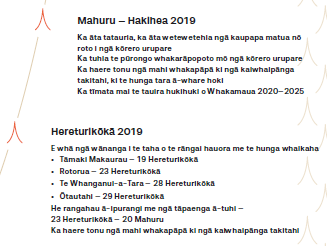 Mahuru – Hakihea 2019
Ka āta tatauria, ka āta wetewetehia ngā kaupapa matua nō
roto i ngā kōrero urupare
Ka tuhia te pūrongo whakarāpopoto mō ngā kōrero urupare
Ka haere tonu ngā mahi whakapāpā ki ngā kaiwhaipānga
takitahi, ki te hunga tara ā-whare hoki
Ka tīmata mai te tauira hukihuki o Whakamaua 2020–2025
Hereturikōkā 2019
E whā ngā wānanga i te taha o te rāngai hauora me te hunga whaikaha
• Tāmaki Makaurau – 19 Hereturikōkā
• Rotorua – 23 Hereturikōkā
• Te Whanganui-a-Tara – 28 Hereturikōkā
• Ōtautahi – 29 Hereturikōkā
He rangahau ā-ipurangi me ngā tāpaenga ā-tuhi –
23 Hereturikōkā – 20 Mahuru
Ka haere tonu ngā mahi whakapāpā ki ngā kaiwhaipānga takitahi